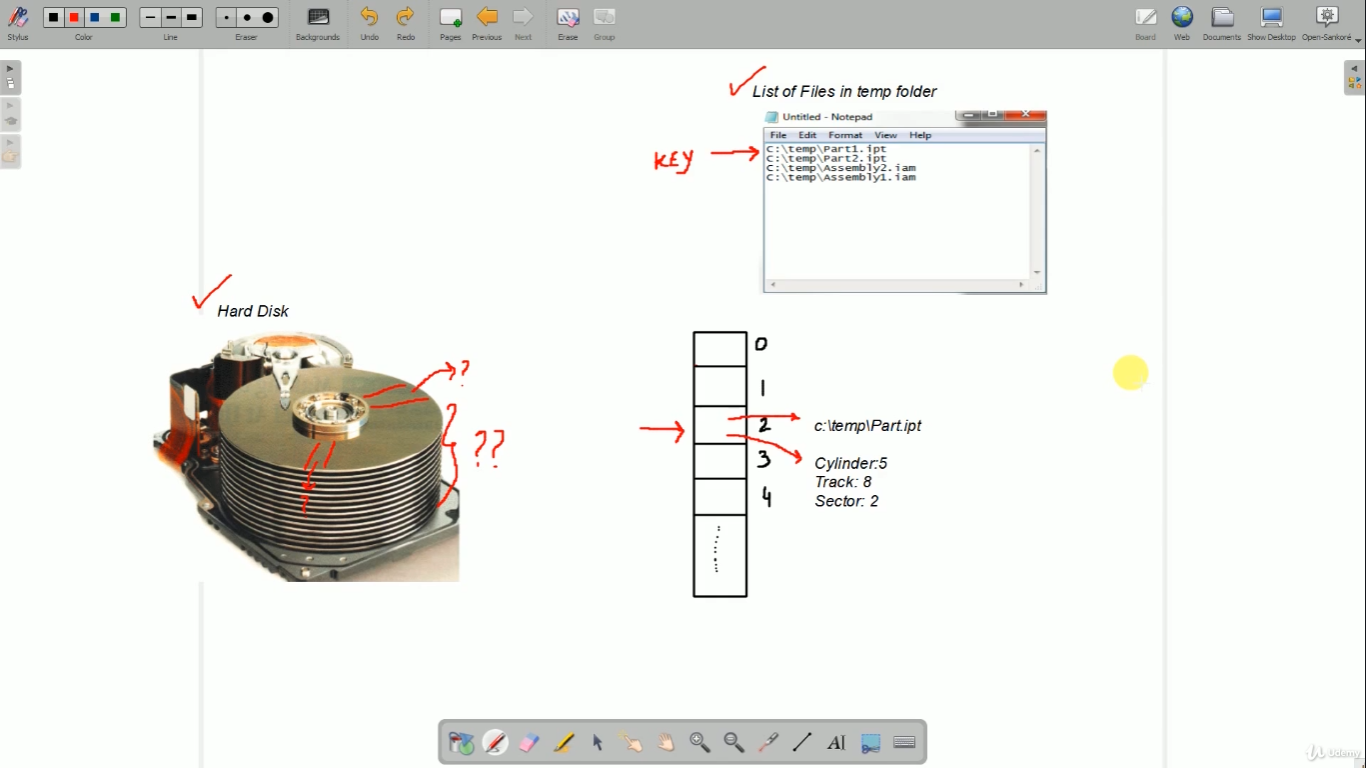 Stylus
Color
Line
Eraser
Backgrounds
Undo
Redo
Pages
Previous
Next
Erase
Group
Board
Web
Documents
Show Desktop
Open-Sankoré
List of Files in temp folder
Untitled - Notepad
File Edit Format View Help
KEY
C:\temp\Part1.ipt
C:\temp\Part2.ipt
C:\temp\Assembly2.iam
C:\temp\Assembly1.iam
Hard Disk
?
??
?
0
1
2
3
4
c:\temp\Part.ipt
Cylinder:5
Track: 8
Sector: 2
AI
Udemy